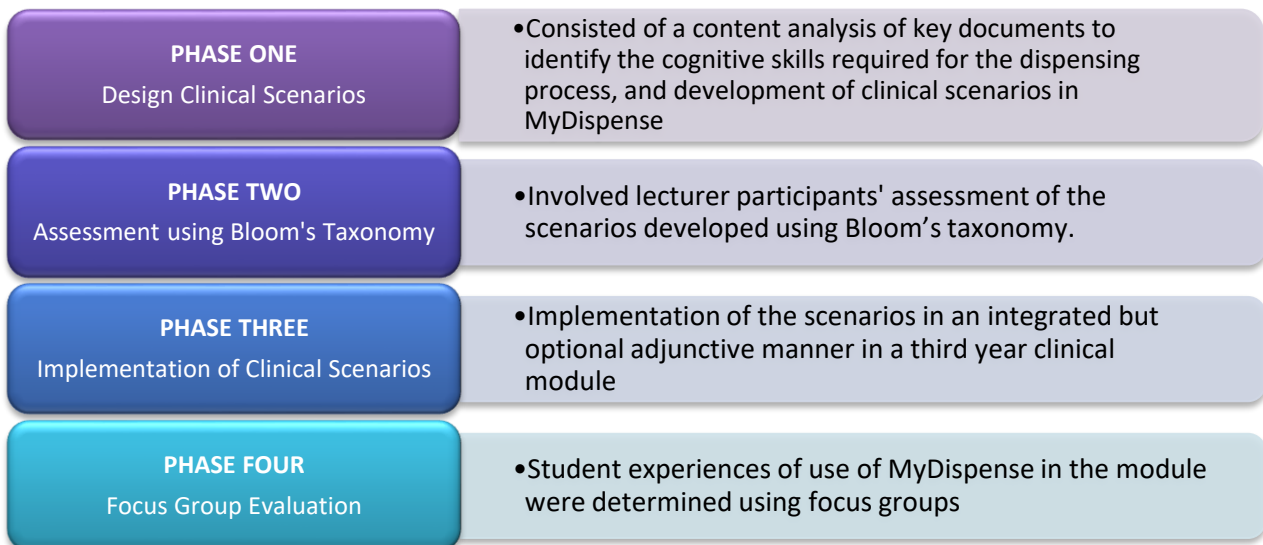 PHASE ONE
Design Clinical Scenarios
•Consisted of a content analysis of key documents to
identify the cognitive skills required for the dispensing
process, and development of clinical scenarios in
MyDispense
PHASE TWO
Assessment using Bloom's Taxonomy
•Involved lecturer participants' assessment of the
scenarios developed using Bloom’s taxonomy.
PHASE THREE
Implementation of Clinical Scenarios
•Implementation of the scenarios in an integrated but
optional adjunctive manner in a third year clinical
module
PHASE FOUR
Focus Group Evaluation
•Student experiences of use of MyDispense in the module
were determined using focus groups